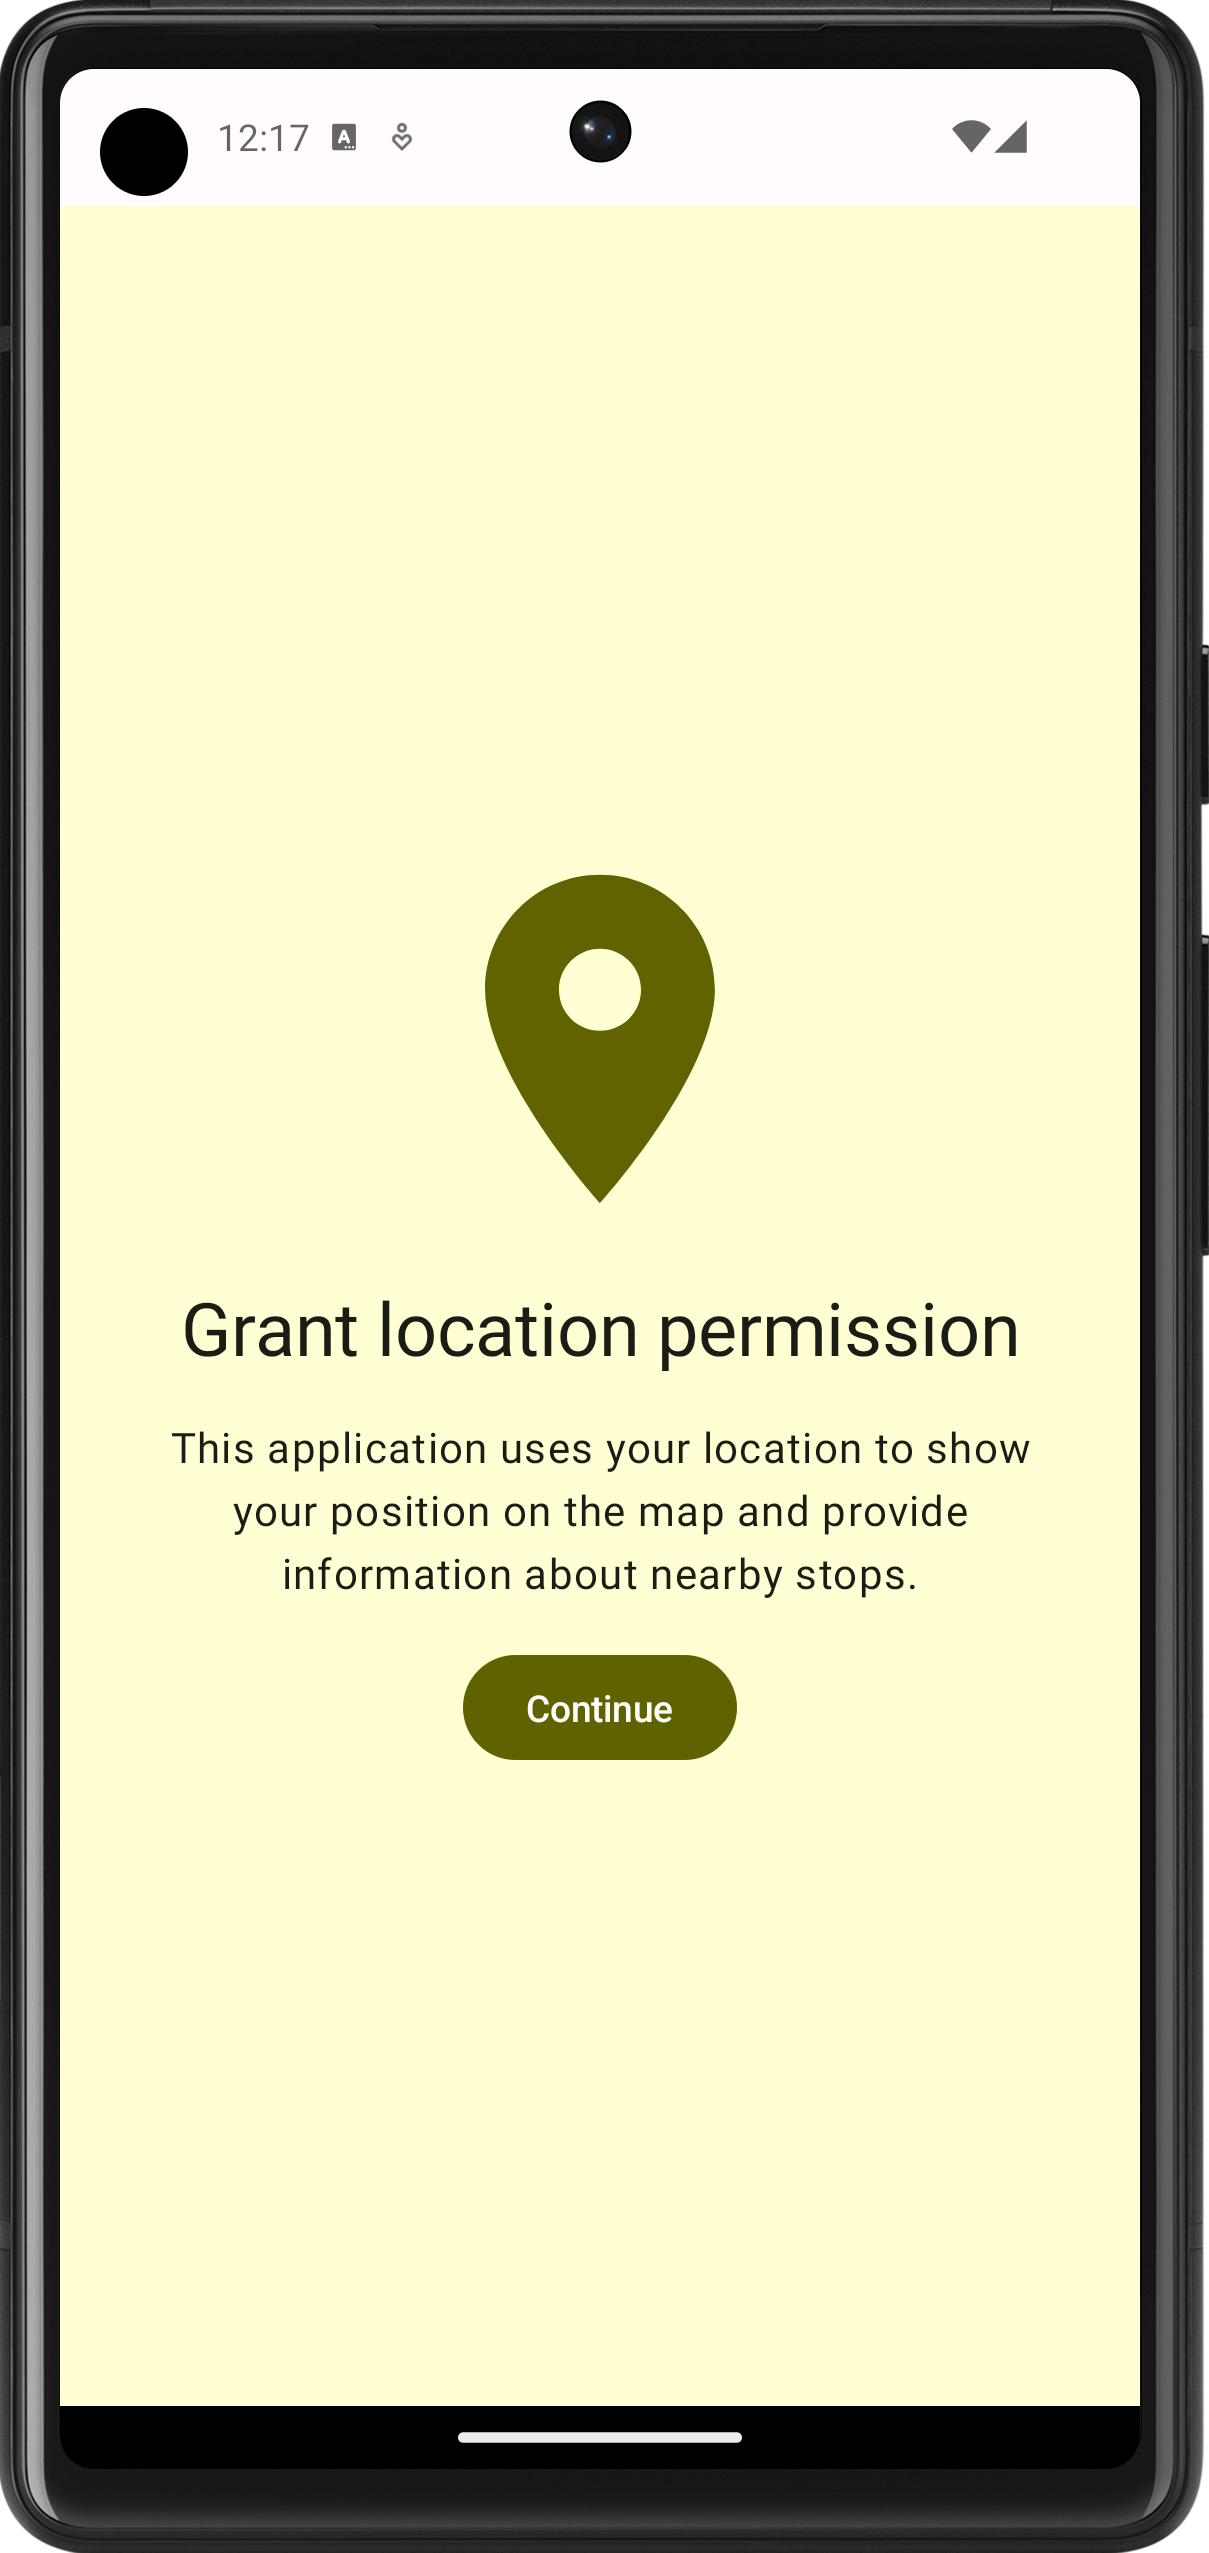 12:17
Grant location permission
This application uses your location to show
your position on the map and provide
information about nearby stops.
Continue